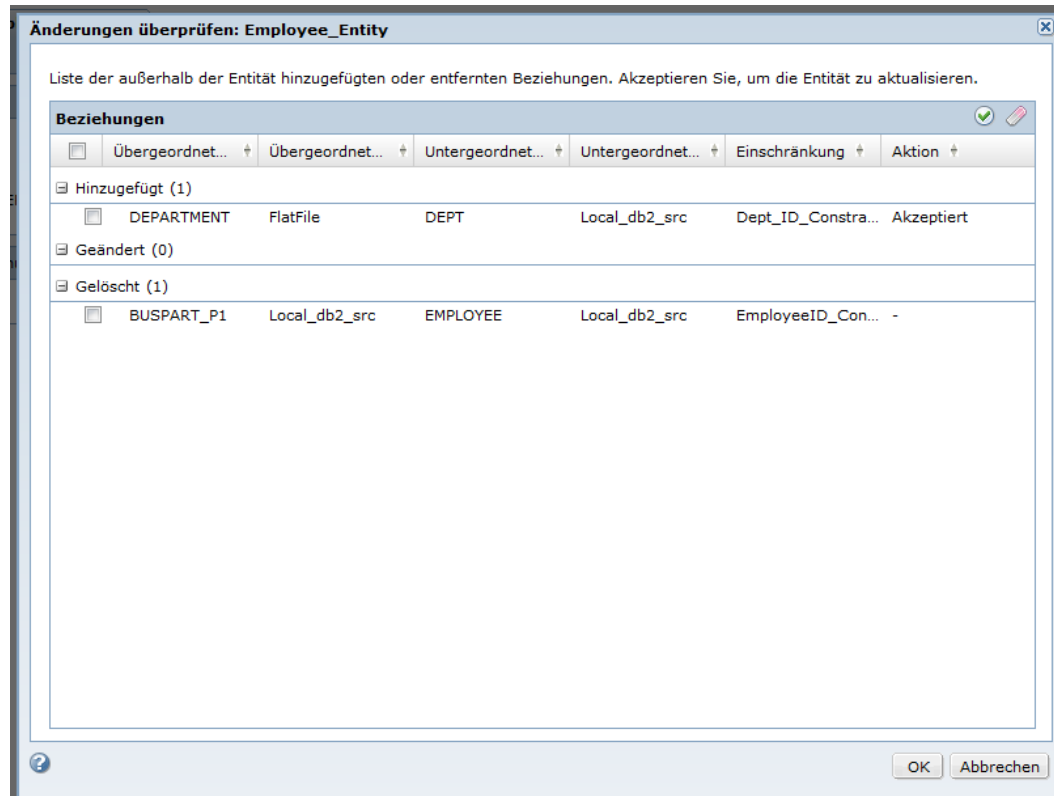 Änderungen überprüfen: Employee_Entity
Liste der außerhalb der Entität hinzugefügten oder entfernten Beziehungen. Akzeptieren Sie, um die Entität zu aktualisieren.
Beziehungen
Übergeordnet... Übergeordnet... Untergeordnet... Untergeordnet... Einschränkung Aktion
Hinzugefügt (1)
DEPARTMENT FlatFile DEPT Local_db2_src Dept_ID_Constra... Akzeptiert
Geändert (0)
Gelöscht (1)
BUSPART_P1 Local_db2_src EMPLOYEE Local_db2_src EmployeeID_Con... -
OK Abbrechen